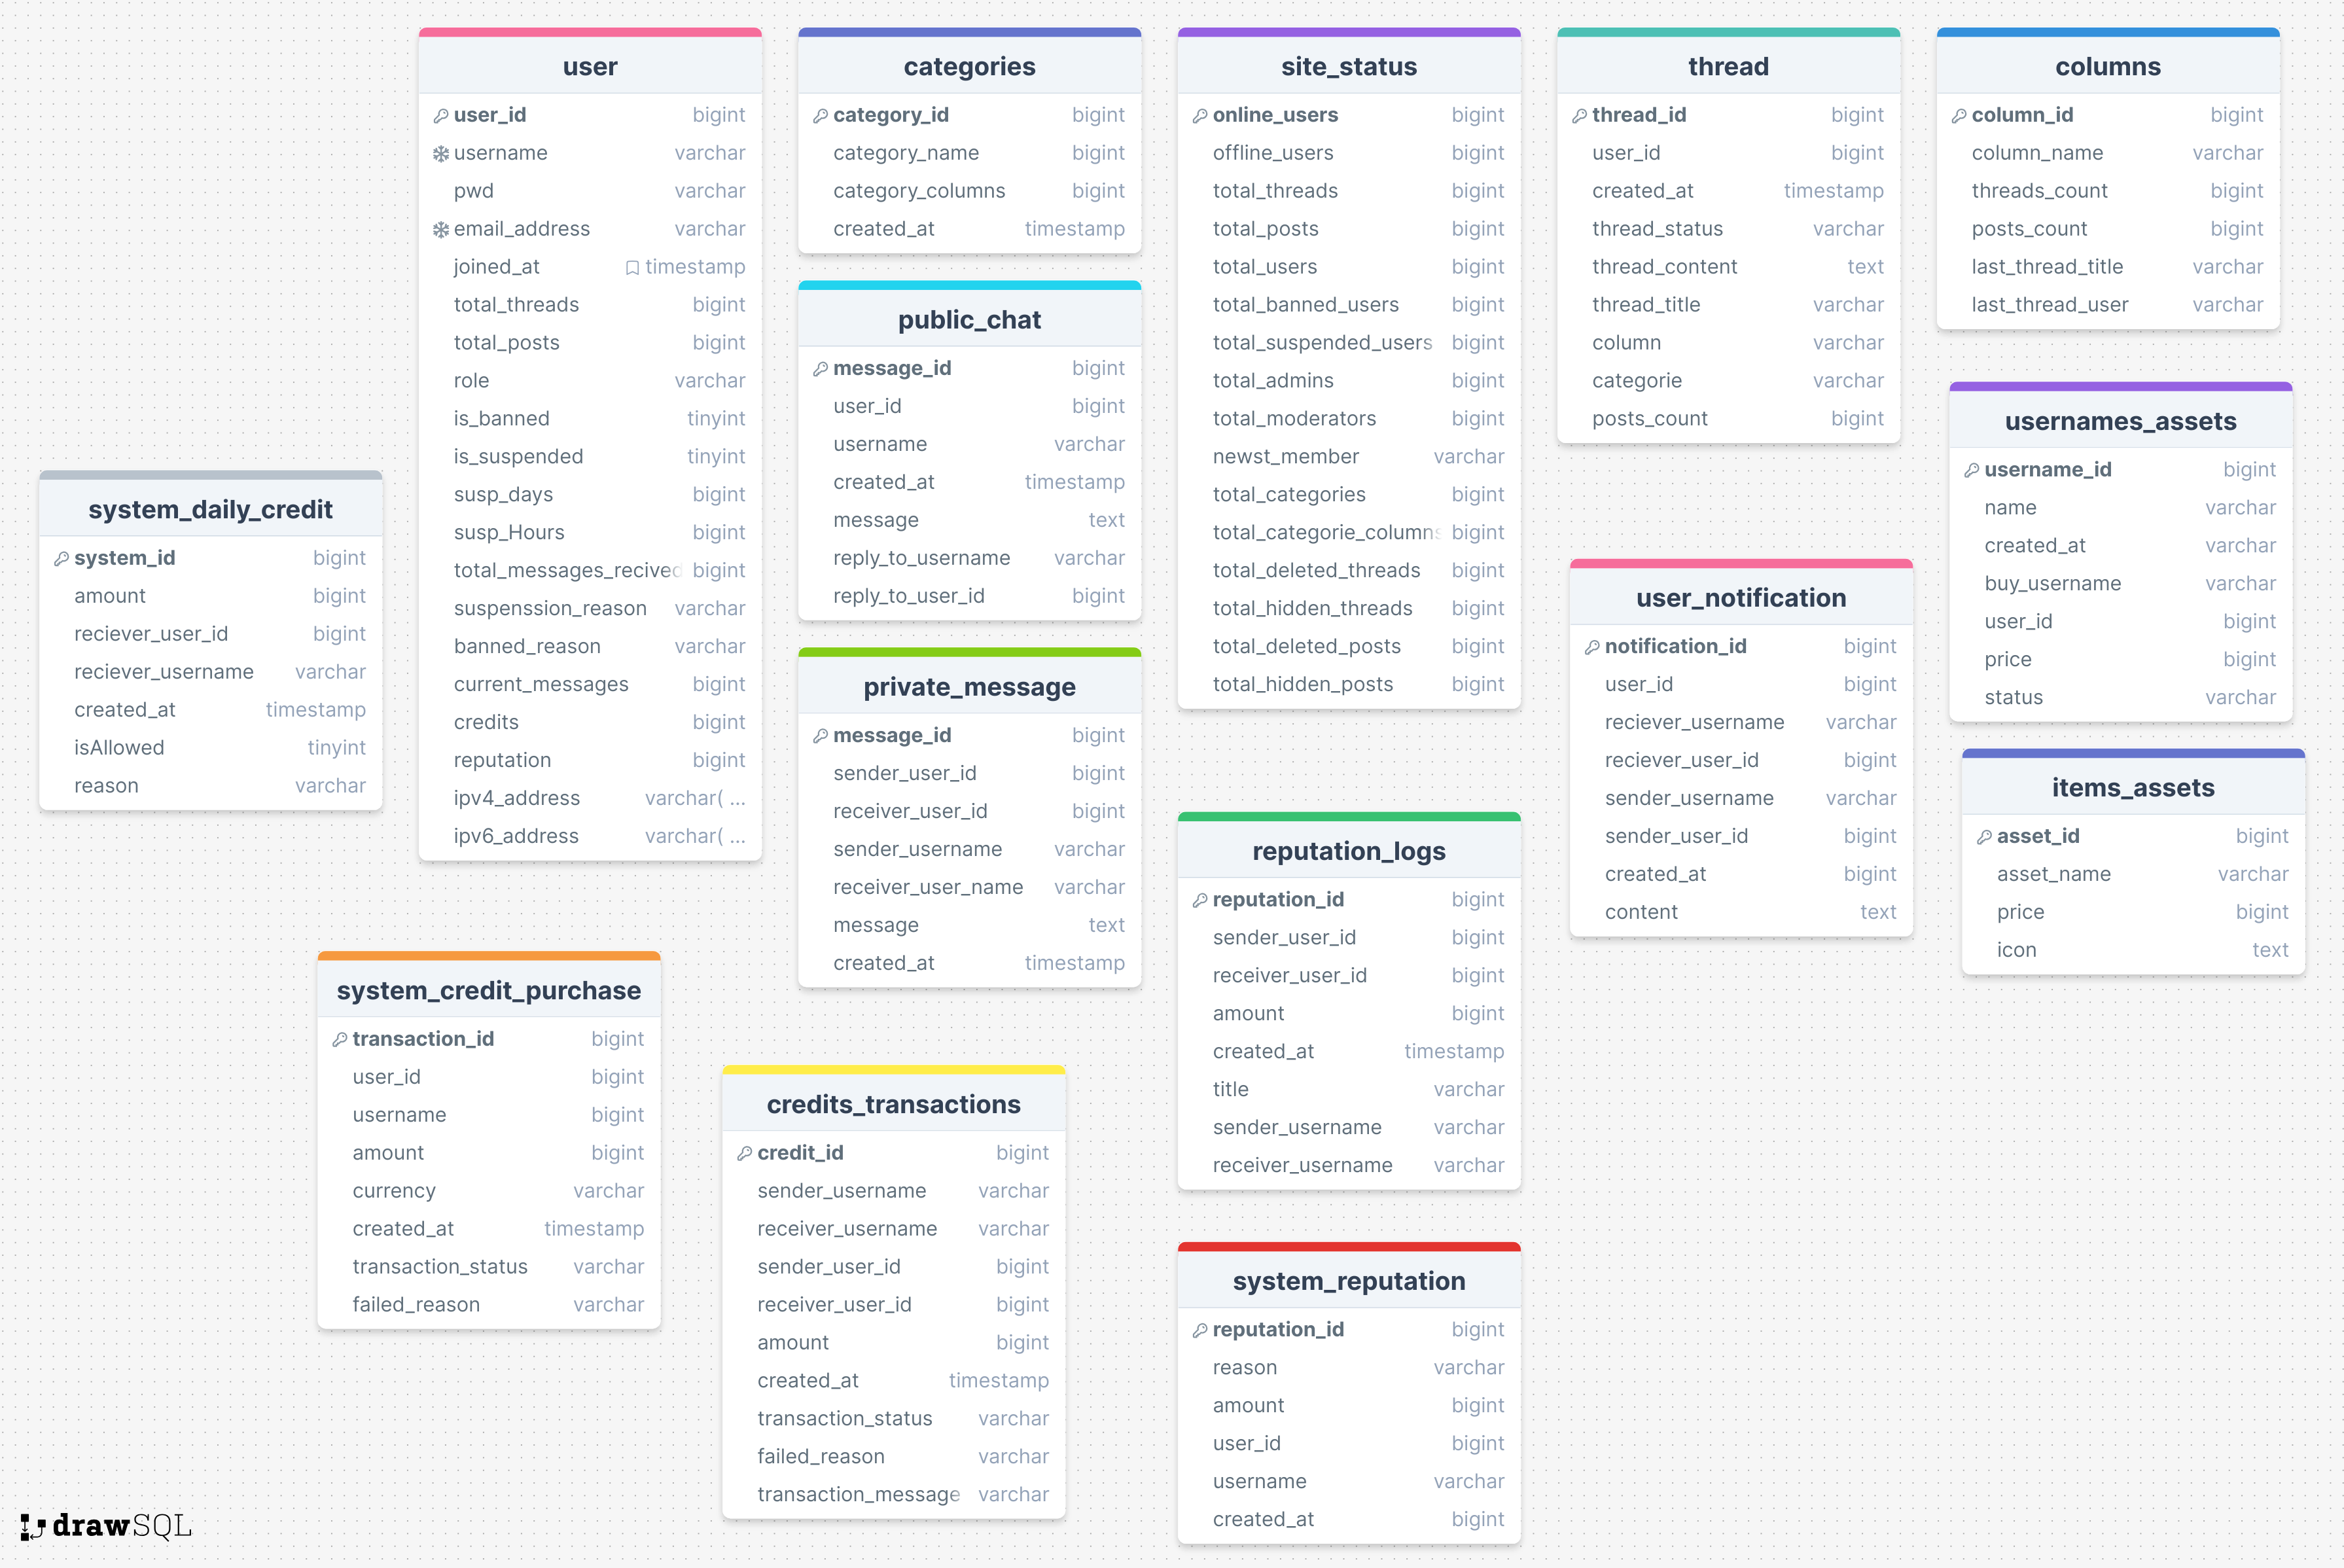 user
user_id bigint
username varchar
pwd varchar
email_address varchar
joined_at timestamp
total_threads bigint
total_posts bigint
role varchar
is_banned tinyint
is_suspended tinyint
susp_days bigint
susp_Hours bigint
total_messages_recived bigint
suspenssion_reason varchar
banned_reason varchar
current_messages bigint
credits bigint
reputation bigint
ipv4_address varchar( ...
ipv6_address varchar( ...
categories
category_id bigint
category_name bigint
category_columns bigint
created_at timestamp
site_status
online_users bigint
offline_users bigint
total_threads bigint
total_posts bigint
total_users bigint
total_banned_users bigint
total_suspended_users bigint
total_admins bigint
total_moderators bigint
newst_member varchar
total_categories bigint
total_categorie_columns bigint
total_deleted_threads bigint
total_hidden_threads bigint
total_deleted_posts bigint
total_hidden_posts bigint
thread
thread_id bigint
user_id bigint
created_at timestamp
thread_status varchar
thread_content text
thread_title varchar
column varchar
categorie varchar
posts_count bigint
columns
column_id bigint
column_name varchar
threads_count bigint
posts_count bigint
last_thread_title varchar
last_thread_user varchar
public_chat
message_id bigint
user_id bigint
username varchar
created_at timestamp
message text
reply_to_username varchar
reply_to_user_id bigint
usernames_assets
username_id bigint
name varchar
created_at varchar
buy_username varchar
user_id bigint
price bigint
status varchar
system_daily_credit
system_id bigint
amount bigint
reciever_user_id bigint
reciever_username varchar
created_at timestamp
isAllowed tinyint
reason varchar
user_notification
notification_id bigint
user_id bigint
reciever_username varchar
reciever_user_id bigint
sender_username varchar
sender_user_id bigint
created_at bigint
content text
private_message
message_id bigint
sender_user_id bigint
receiver_user_id bigint
sender_username varchar
receiver_user_name varchar
message text
created_at timestamp
items_assets
asset_id bigint
asset_name varchar
price bigint
icon text
reputation_logs
reputation_id bigint
sender_user_id bigint
receiver_user_id bigint
amount bigint
created_at timestamp
title varchar
sender_username varchar
receiver_username varchar
system_credit_purchase
transaction_id bigint
user_id bigint
username bigint
amount bigint
currency varchar
created_at timestamp
transaction_status varchar
failed_reason varchar
credits_transactions
credit_id bigint
sender_username varchar
receiver_username varchar
sender_user_id bigint
receiver_user_id bigint
amount bigint
created_at timestamp
transaction_status varchar
failed_reason varchar
transaction_message varchar
system_reputation
reputation_id bigint
reason varchar
amount bigint
user_id bigint
username varchar
created_at bigint
drawSQL